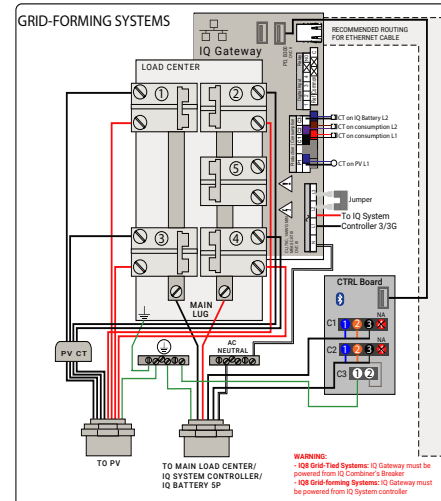 GRID-FORMING SYSTEMS
IQ Gateway
RECOMMENDED ROUTING
FOR ETHERNET CABLE
LOAD CENTER
1
2
5
3
4
CT on IQ Battery L2
CT on consumption L2
CT on consumption L1
CT on PV L1
Jumper
To IQ System
Controller 3/3G
MAIN
LUG
CTRL Board
C1 1 2 3 NA
C2 1 2 3 NA
C3 1 2
PV CT
AC
NEUTRAL
TO PV
TO MAIN LOAD CENTER/
IQ SYSTEM CONTROLLER/
IQ BATTERY 5P
WARNING:
- IQ8 Grid-Tied Systems: IQ Gateway must be
powered from IQ Combiner's Breaker
- IQ8 Grid-forming Systems: IQ Gateway must
be powered from IQ System controller